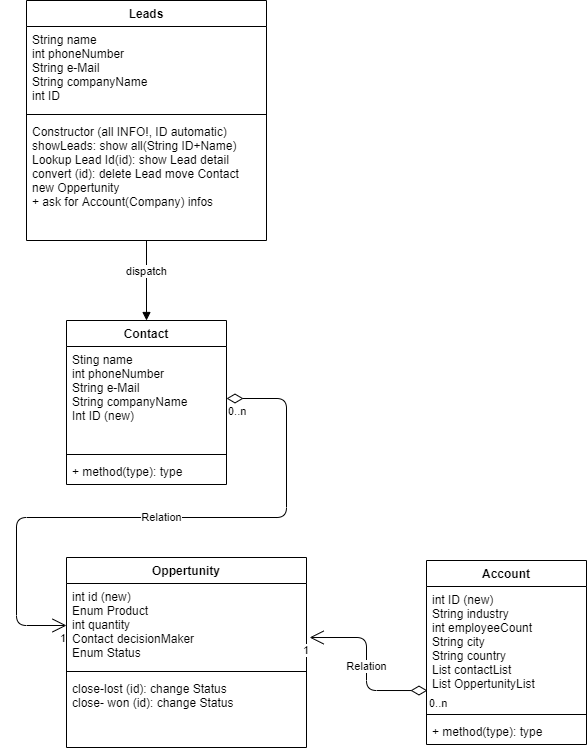 Leads
String name
int phoneNumber
String e-Mail
String companyName
int ID
Constructor (all INFO!, ID automatic)
showLeads: show all(String ID+Name)
Lookup Lead Id(id): show Lead detail
convert (id): delete Lead move Contact
new Oppertunity
+ ask for Account(Company) infos
dispatch
Contact
Sting name
int phoneNumber
String e-Mail
String companyName
Int ID (new)
0..n
+ method(type): type
Relation
Oppertunity
int id (new)
Enum Product
int quantity
Contact decisionMaker
Enum Status
1
close-lost (id): change Status
close- won (id): change Status
1
Relation
Account
int ID (new)
String industry
int employeeCount
String city
String country
List contactList
List OppertunityList
0..n
+ method(type): type